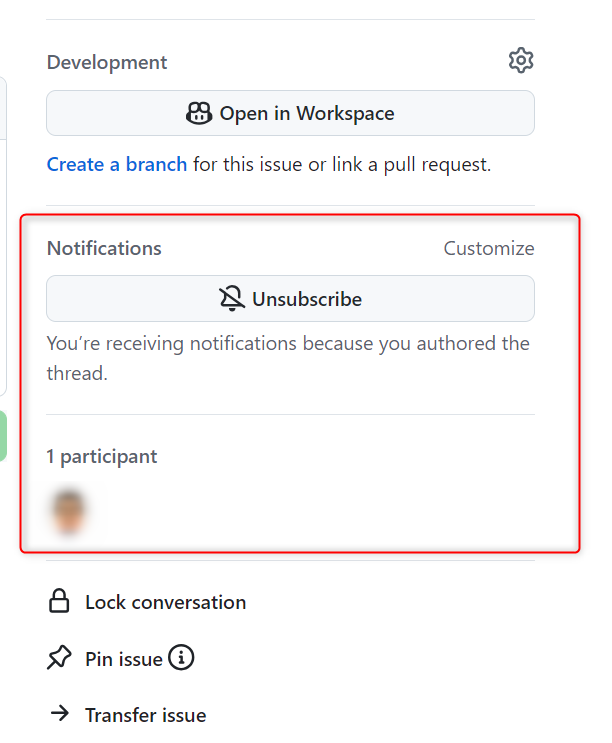 Development
Open in Workspace
Create a branch for this issue or link a pull request.
Notifications
Customize
Unsubscribe
You’re receiving notifications because you authored the
thread.
1 participant
Lock conversation
Pin issue
Transfer issue